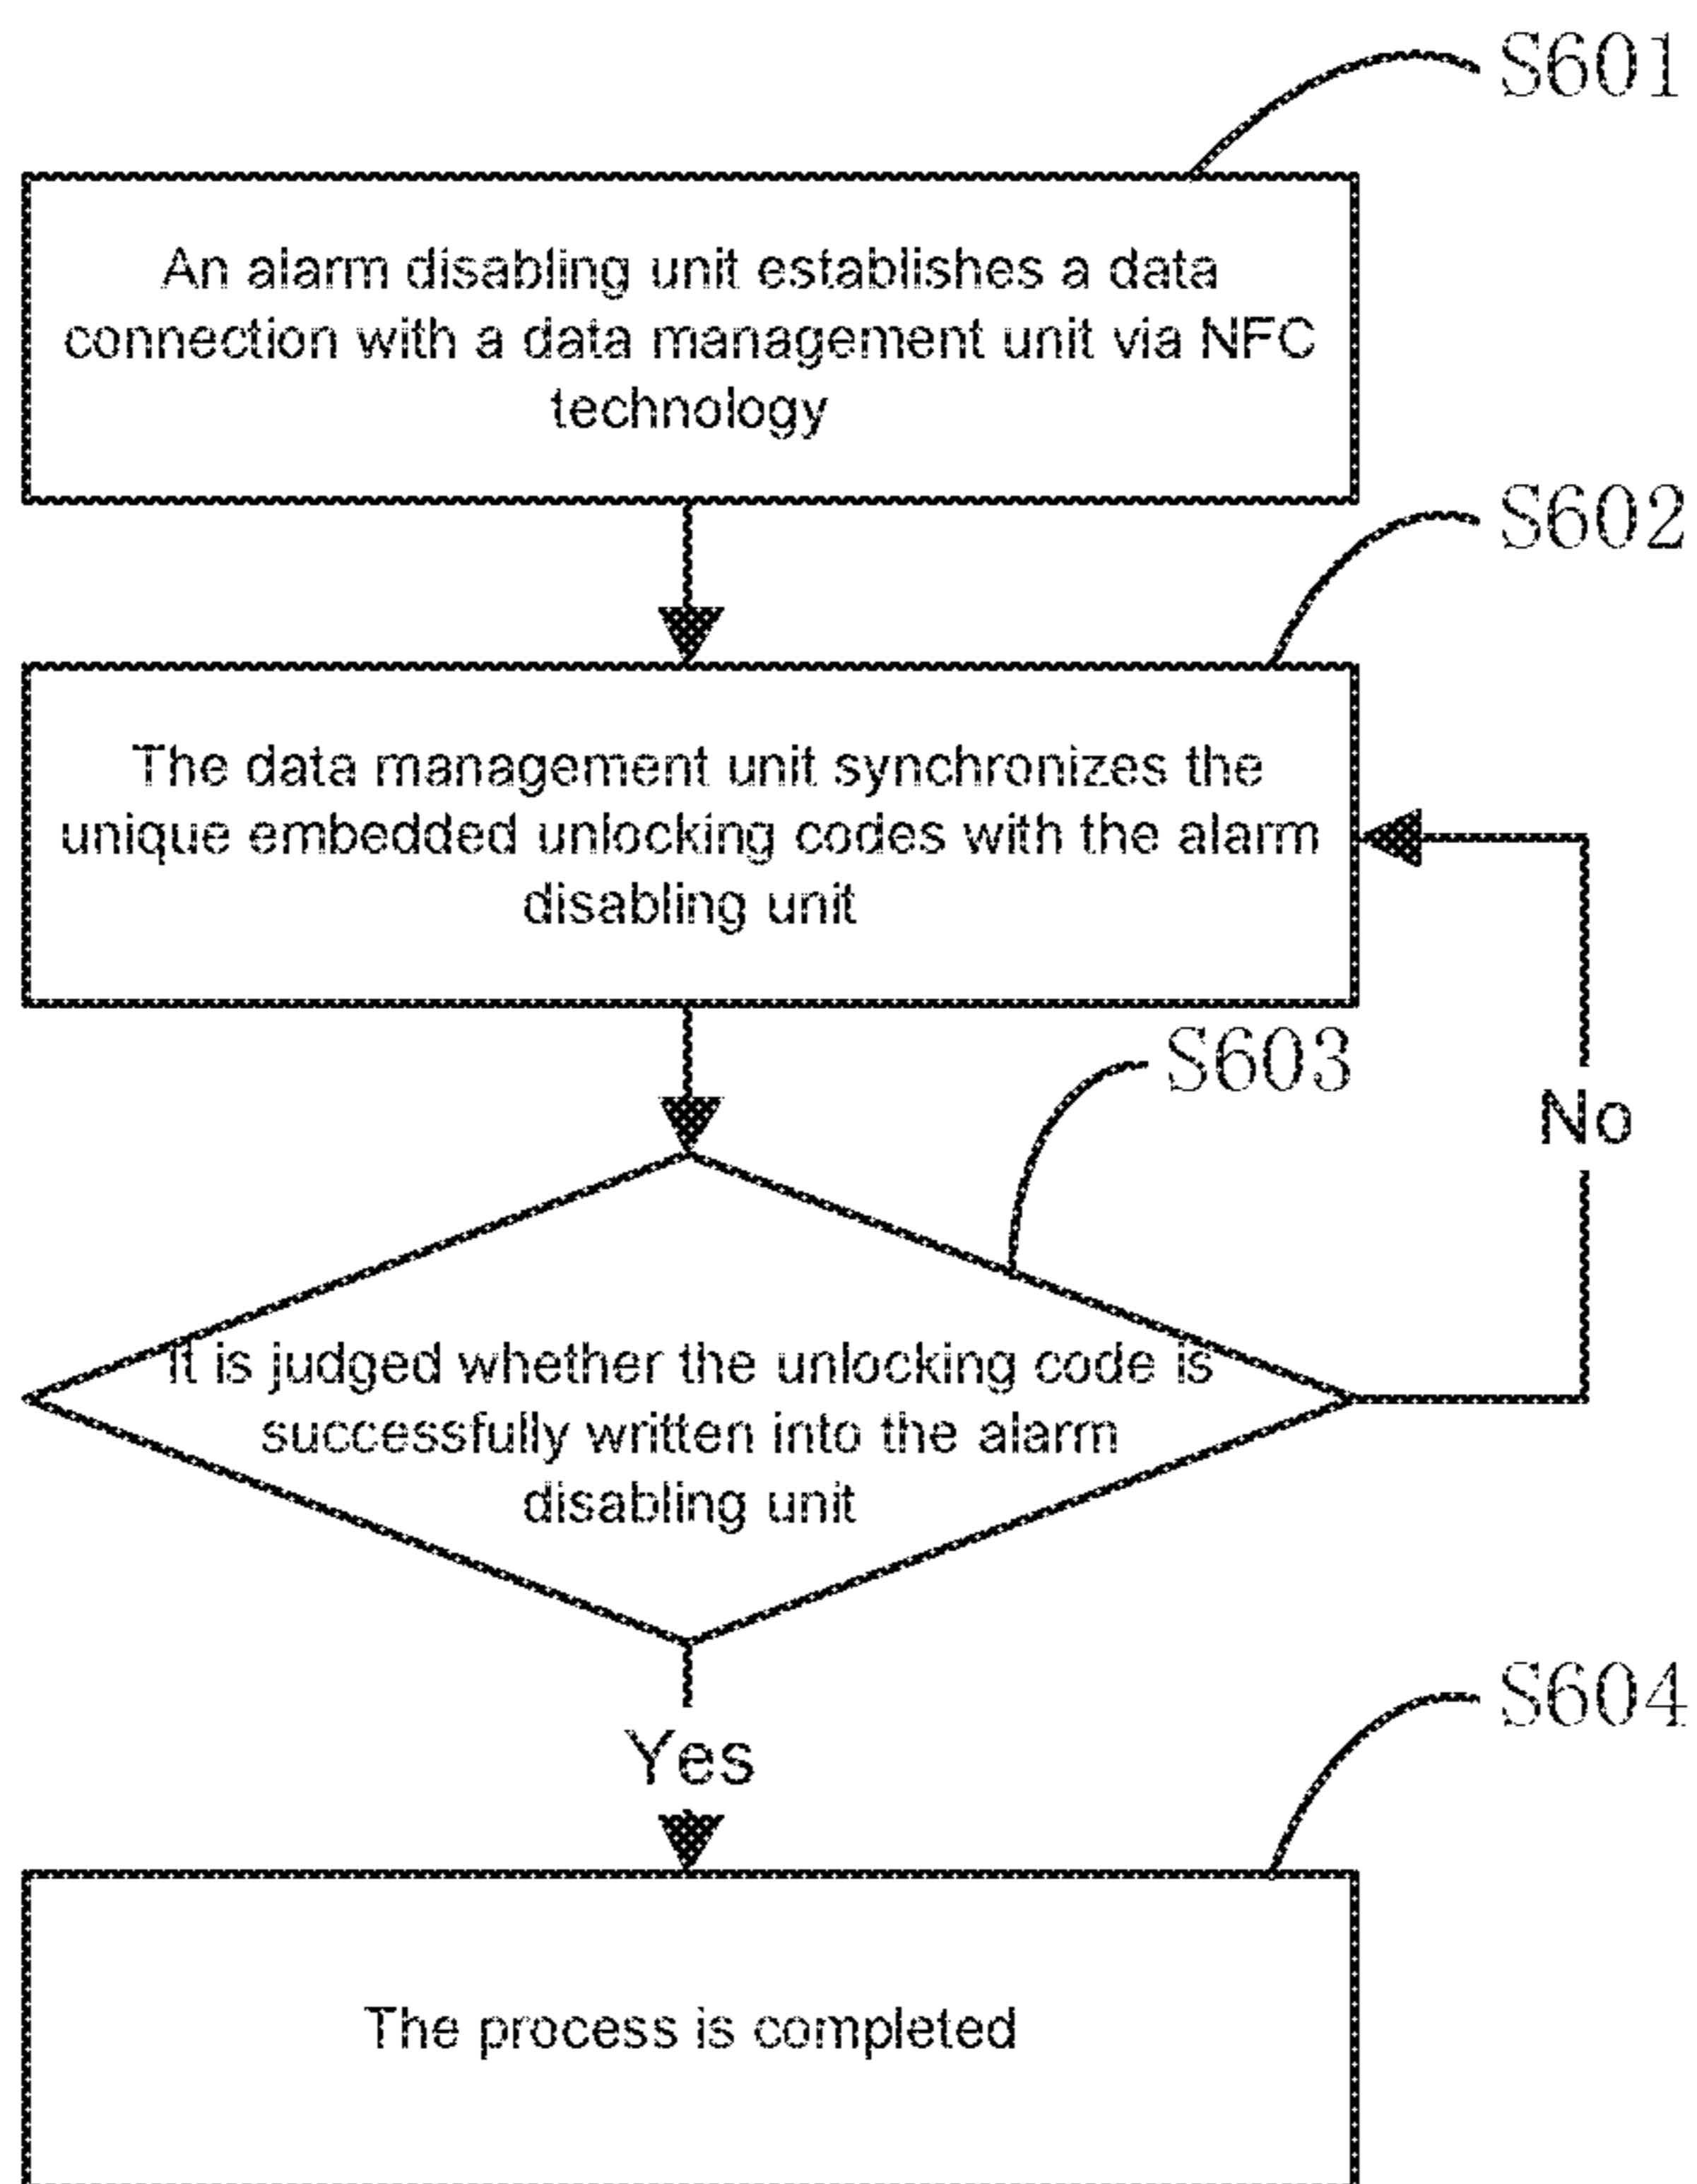 S601
An alarm disabling unit establishes a data
connection with a data management unit via NFC
technology
S602
The data management unit synchronizes the
unique embedded unlocking codes with the alarm
disabling unit
S603
No
It is judged whether the unlocking code is
successfully written into the alarm
disabling unit
Yes
S604
The process is completed